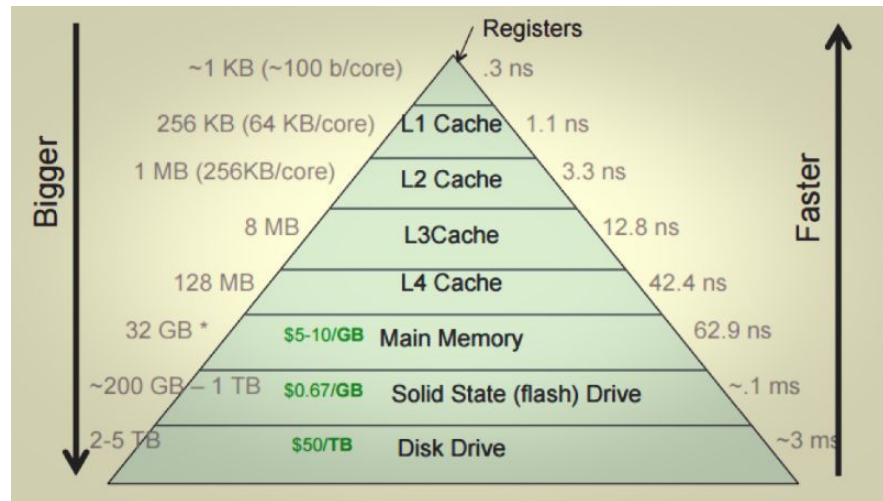 Registers
~1 KB (~100 b/core) .3 ns
256 KB (64 KB/core) L1 Cache 1.1 ns
1 MB (256KB/core) L2 Cache 3.3 ns
8 MB L3Cache 12.8 ns
128 MB L4 Cache 42.4 ns
32 GB * $5-10/GB Main Memory 62.9 ns
~200 GB – 1 TB $0.67/GB Solid State (flash) Drive ~.1 ms
2-5 TB $50/TB Disk Drive ~3 ms
Bigger
Faster